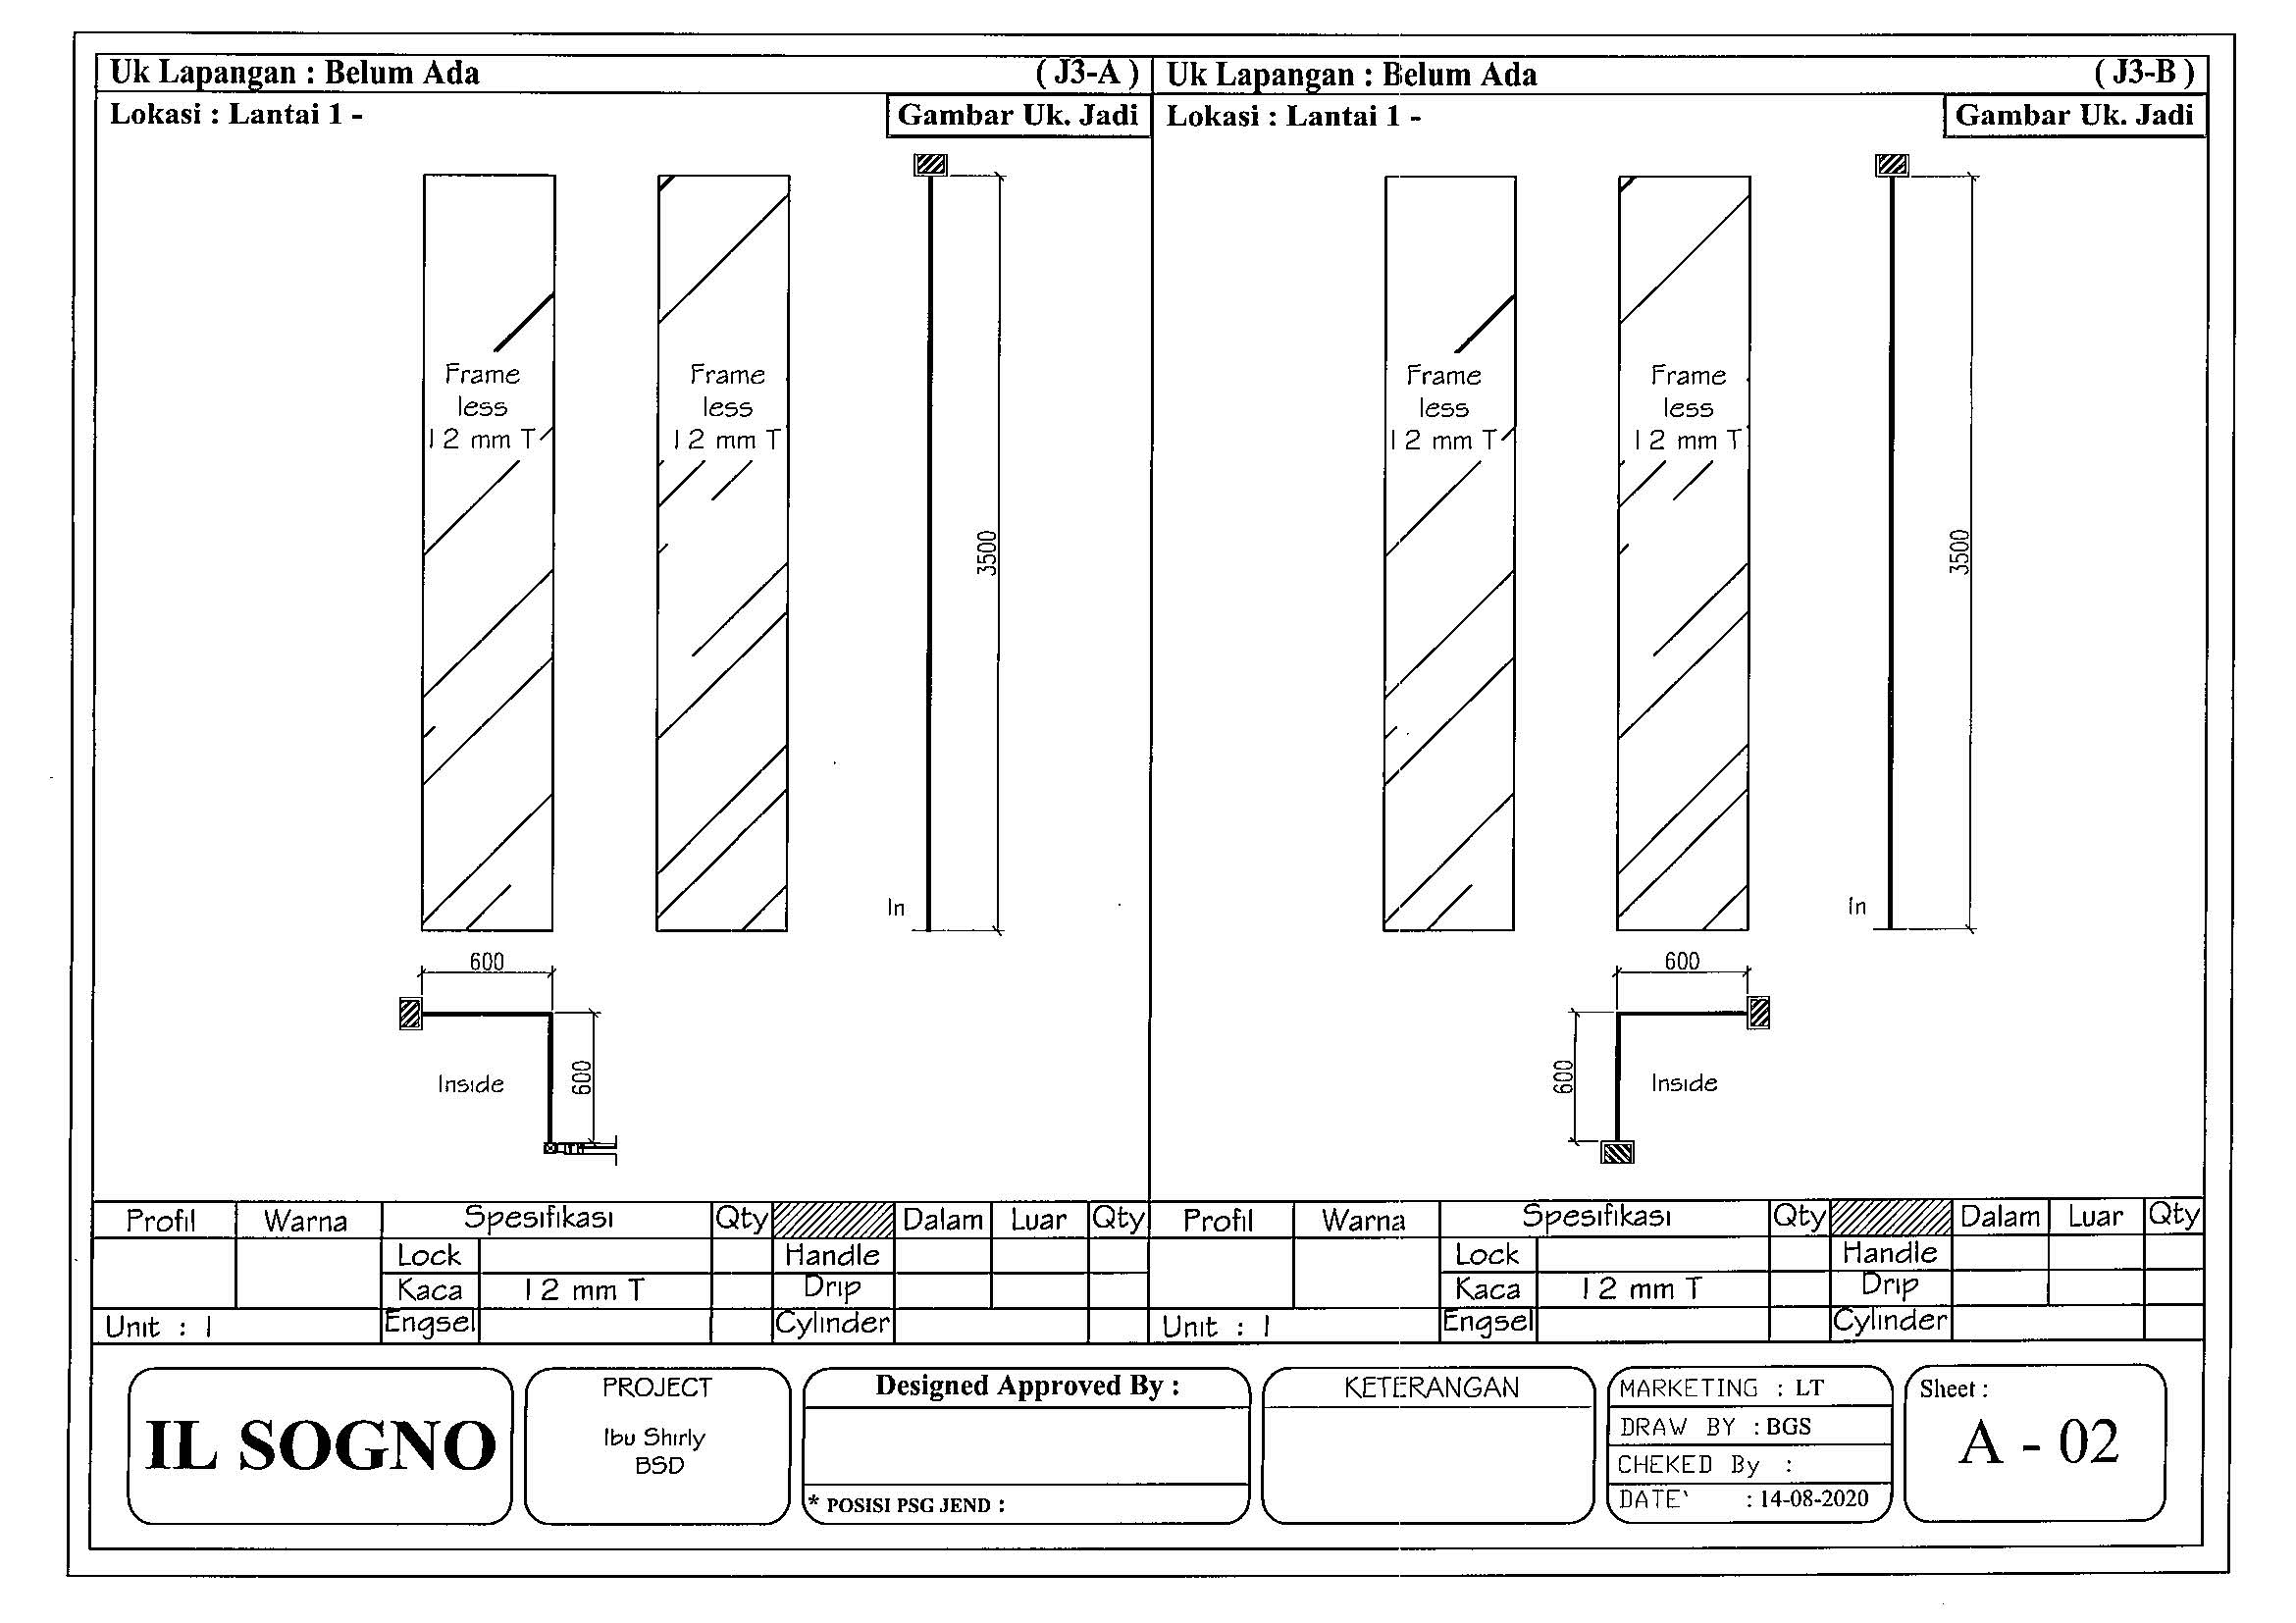 Uk Lapangan : Belum Ada
( J3-A )
Lokasi : Lantai 1 -
Gambar Uk. Jadi
Frame
less
12 mm T
Frame
less
12 mm T
3500
In
600
600
Inside
Uk Lapangan : Belum Ada
( J3-B )
Lokasi : Lantai 1 -
Gambar Uk. Jadi
Frame
less
12 mm T
Frame
less
12 mm T
3500
In
600
600
Inside
Profil Warna Spesifikasi Qty Dalam Luar Qty
Lock Handle
Kaca 12 mm T Drip
Unit : 1 Engsel Cylinder
Profil Warna Spesifikasi Qty Dalam Luar Qty
Lock Handle
Kaca 12 mm T Drip
Unit : 1 Engsel Cylinder
IL SOGNO
PROJECT
Ibu Shirly
BSD
Designed Approved By :
* POSISI PSG JEND :
KETERANGAN
MARKETING : LT
DRAW BY : BGS
CHEKED By :
DATE' : 14-08-2020
Sheet :
A - 02